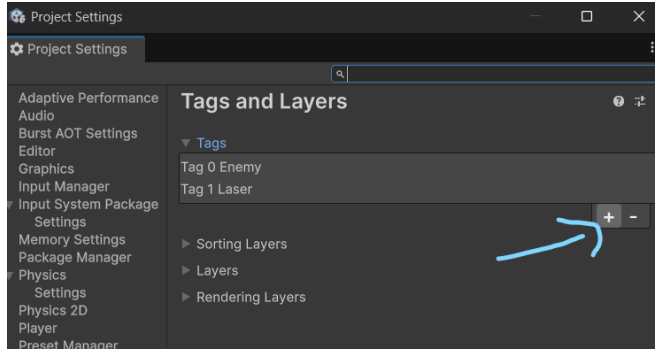 Project Settings
Project Settings
Adaptive Performance
Audio
Burst AOT Settings
Editor
Graphics
Input Manager
Input System Package
Settings
Memory Settings
Package Manager
Physics
Settings
Physics 2D
Player
Preset Manager
Tags and Layers
Tags
Tag 0 Enemy
Tag 1 Laser
+ -
Sorting Layers
Layers
Rendering Layers